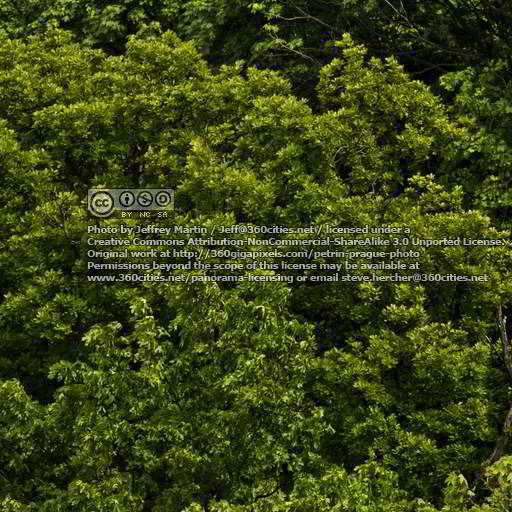 cc
BY NC SA
Photo by Jeffrey Martin / Jeff@360cities.net/ licensed under a
Creative Commons Attribution-NonCommercial-ShareAlike 3.0 Unported License.
Original work at http://360gigapixels.com/petrin-prague-photo
Permissions beyond the scope of this license may be available at
www.360cities.net/panorama-licensing or email steve.hercher@360cities.net